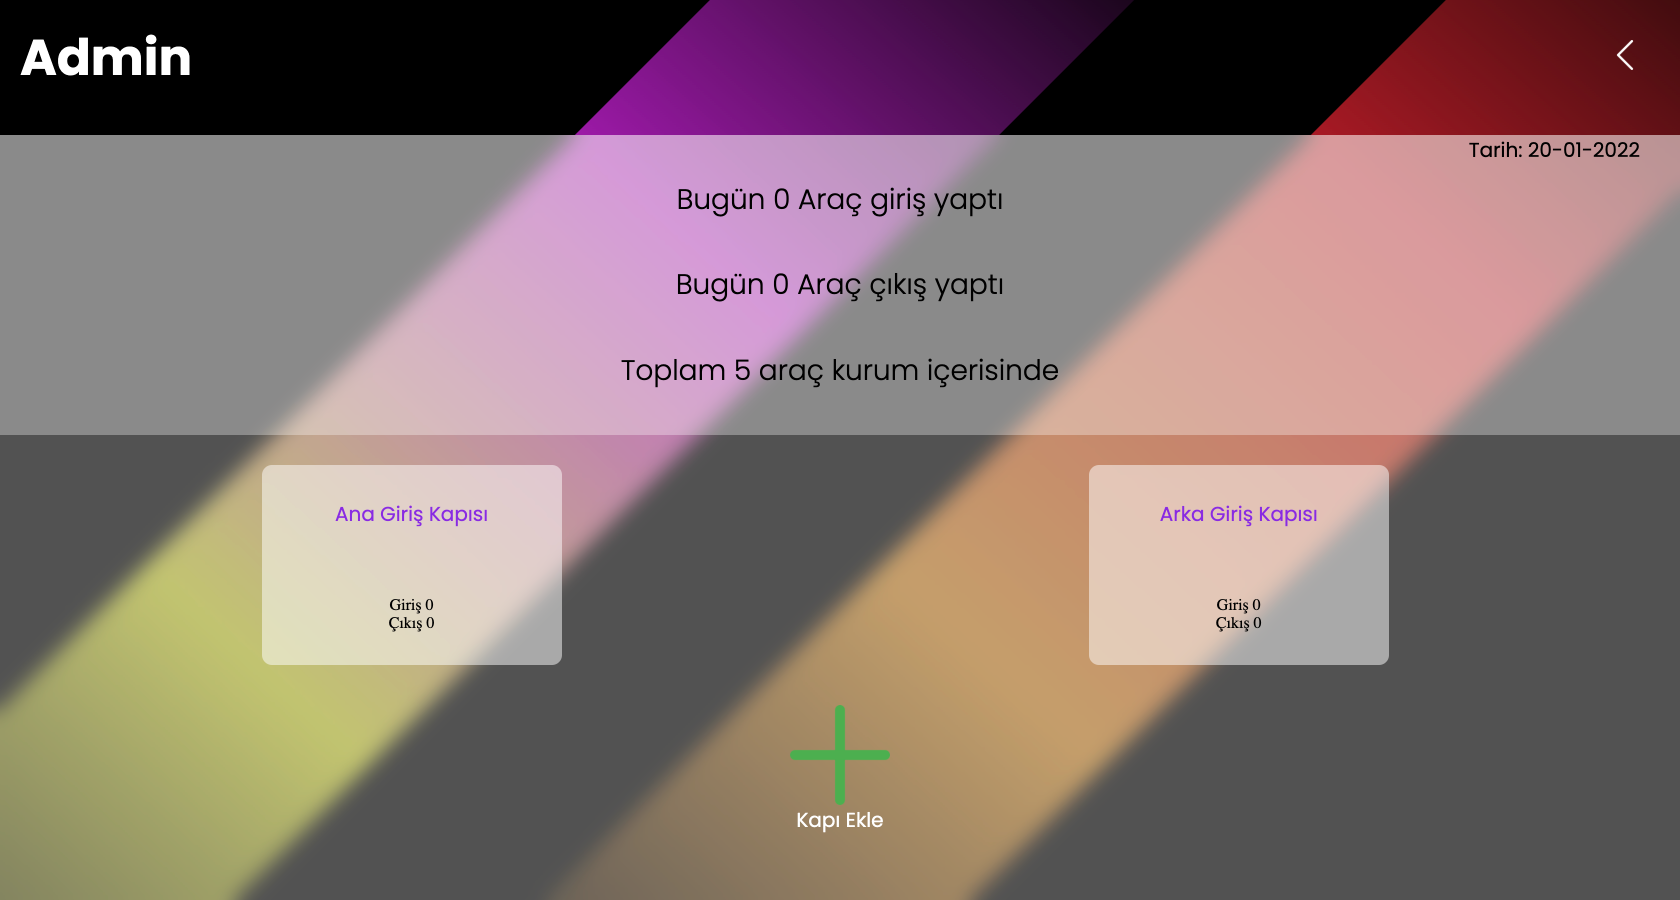 Admin
Tarih: 20-01-2022
Bugün 0 Araç giriş yaptı
Bugün 0 Araç çıkış yaptı
Toplam 5 araç kurum içerisinde
Ana Giriş Kapısı
Giriş 0
Çıkış 0
Arka Giriş Kapısı
Giriş 0
Çıkış 0
Kapı Ekle